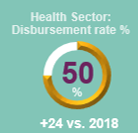 Health Sector:
Disbursement rate %
50
%
+24 vs. 2018